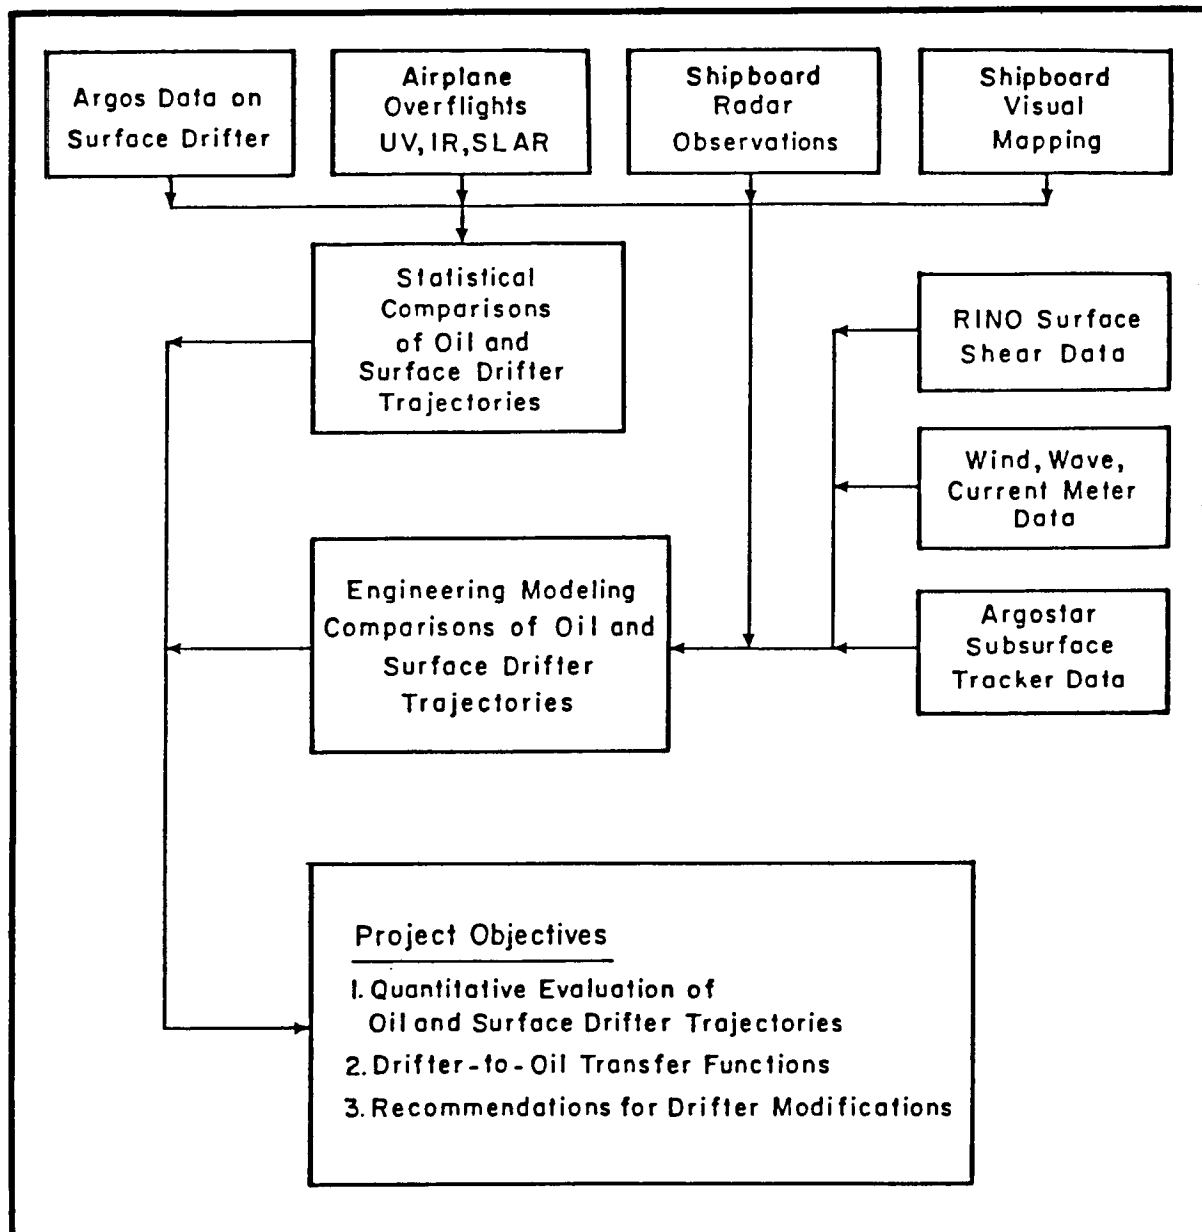 Argos Data on
Surface Drifter
Airplane
Overflights
UV, IR, SLAR
Shipboard
Radar
Observations
Shipboard
Visual
Mapping
Statistical
Comparisons
of Oil and
Surface Drifter
Trajectories
RINO Surface
Shear Data
Wind, Wave,
Current Meter
Data
Engineering Modeling
Comparisons of Oil and
Surface Drifter
Trajectories
Argostar
Subsurface
Tracker Data
Project Objectives
1. Quantitative Evaluation of
Oil and Surface Drifter Trajectories
2. Drifter-to-Oil Transfer Functions
3. Recommendations for Drifter Modifications